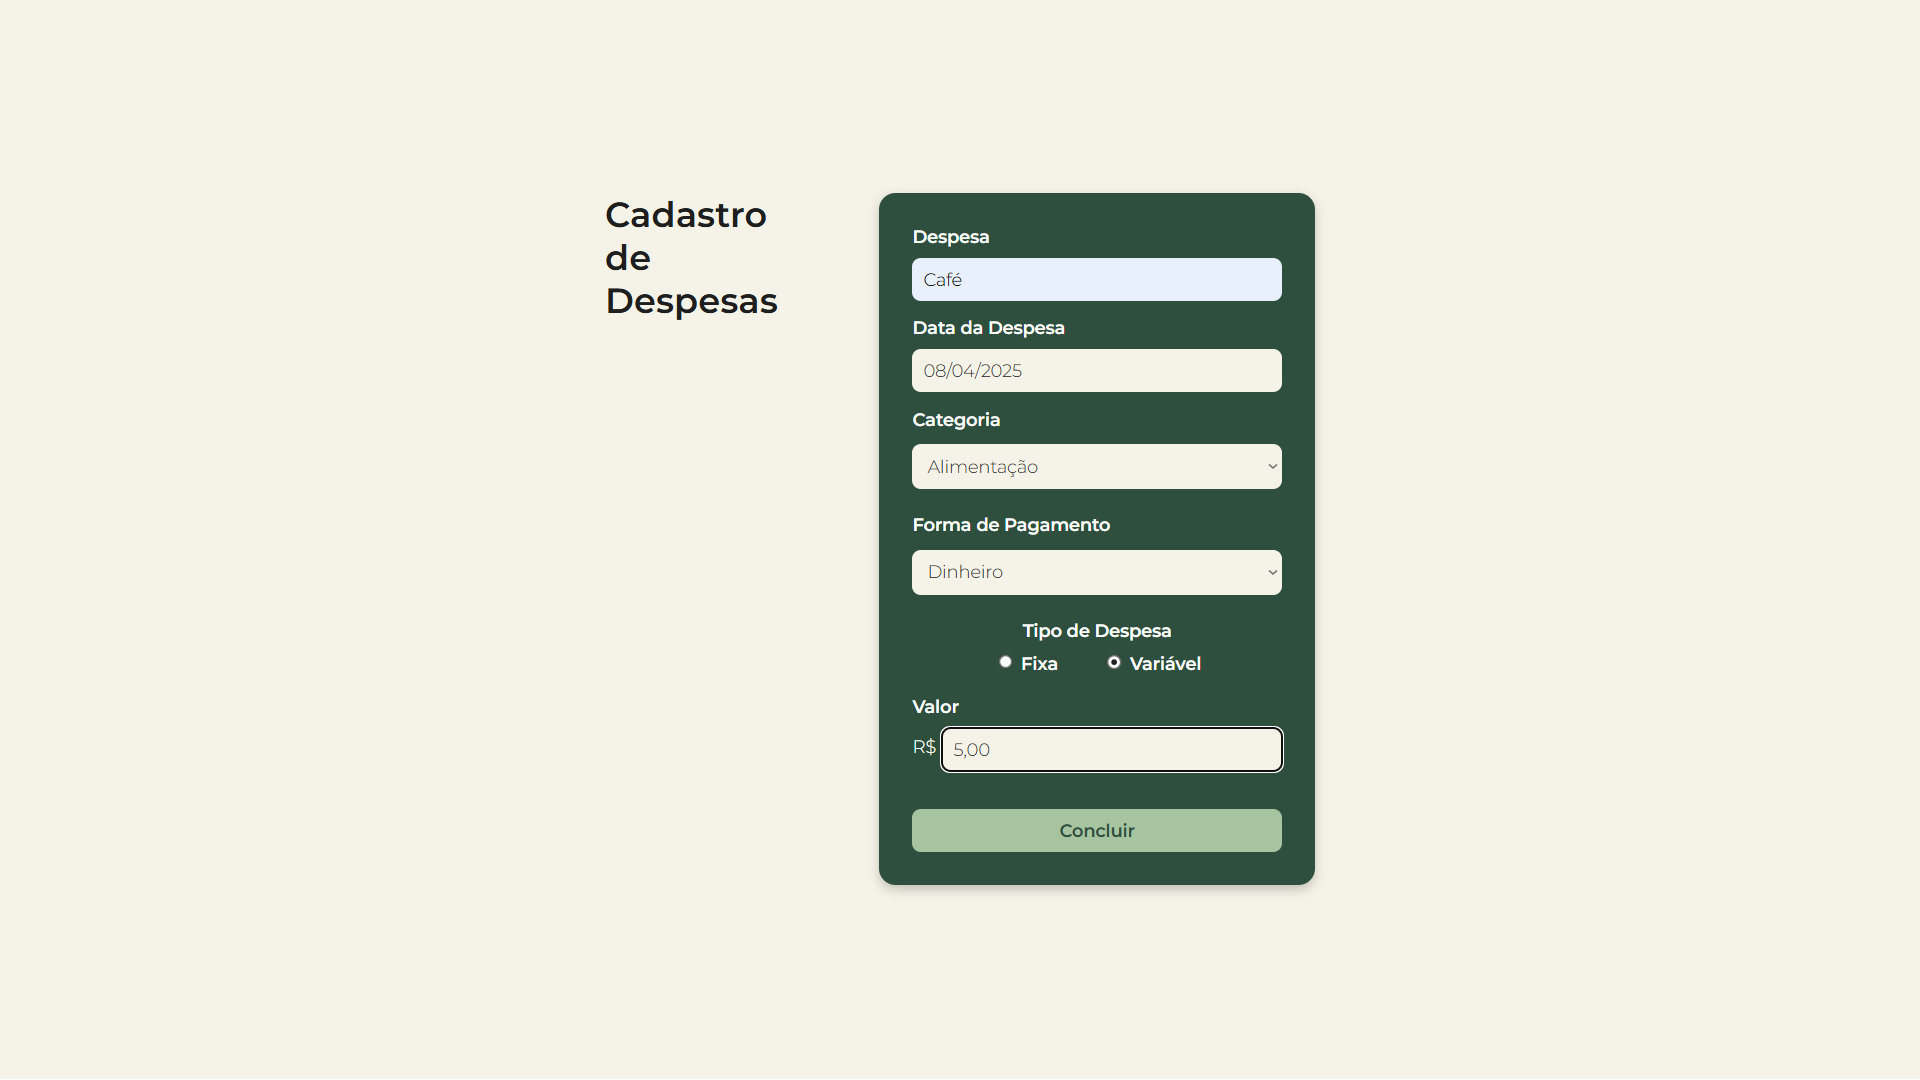 Cadastro
de
Despesas
Despesa
Café
Data da Despesa
08/04/2025
Categoria
Alimentação
Forma de Pagamento
Dinheiro
Tipo de Despesa
Fixa Variável
Valor
R$ 5,00
Concluir